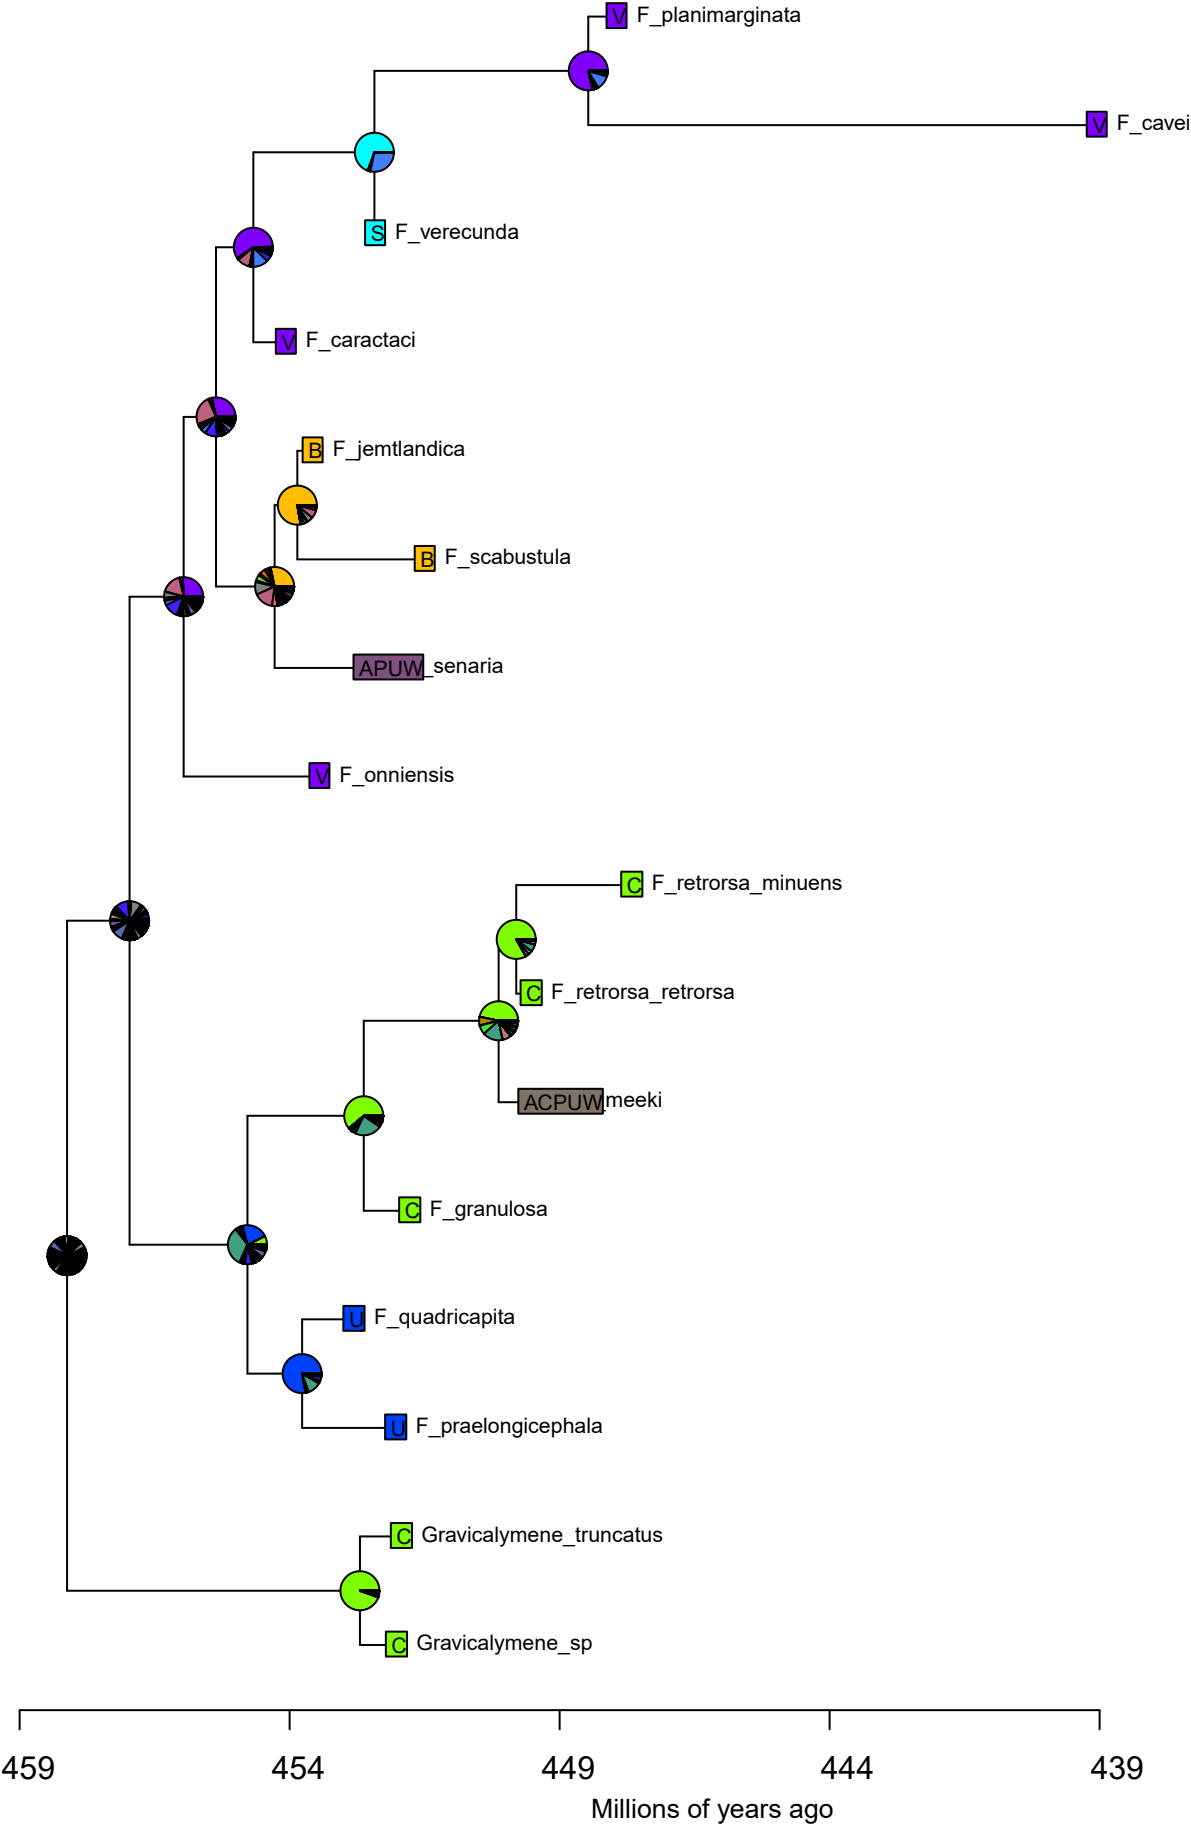 V F_planimarginata
V F_cavei
S F_verecunda
V F_caractaci
B F_jemtlandica
B F_scabustula
APUW_senaria
V F_onniensis
C F_retrorsa_minuens
C F_retrorsa_retrorsa
ACPUW meeki
C F_granulosa
U F_quadricapita
U F_praelongicephala
C Gravicalymene_truncatus
C Gravicalymene_sp
459 454 449 444 439
Millions of years ago